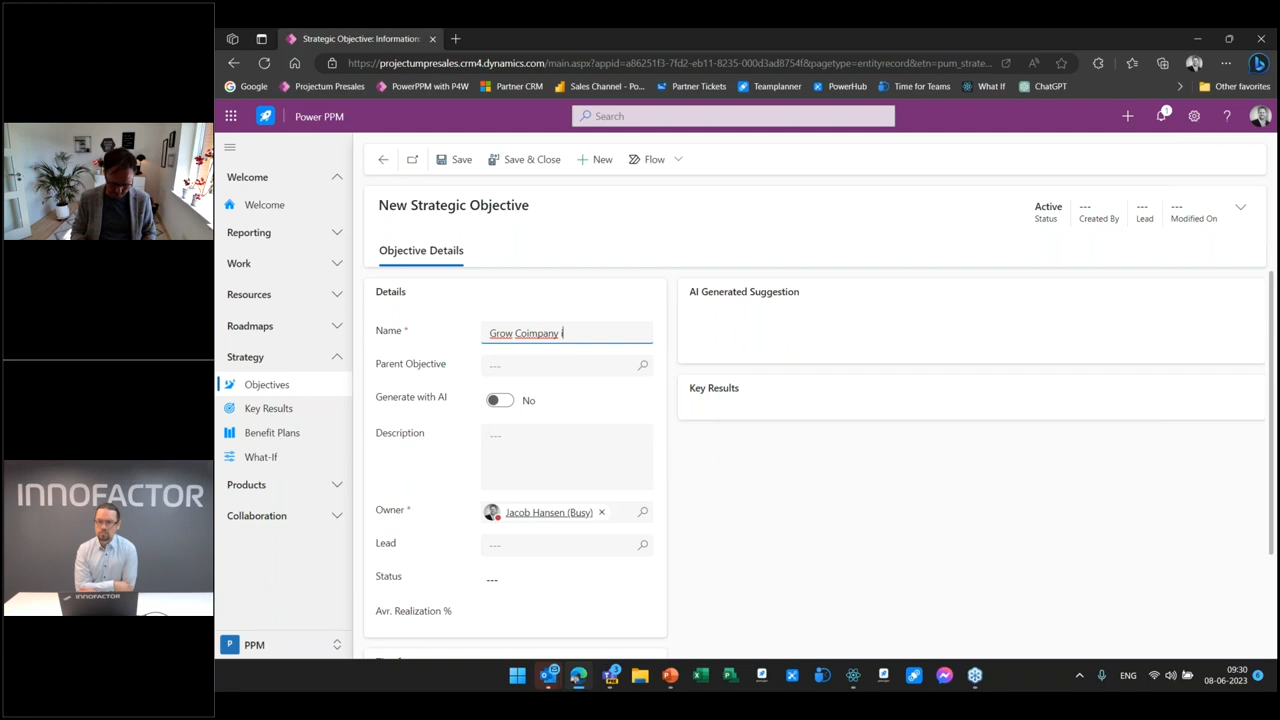 Strategic Objective: Information
https://projectumpresales.crm4.dynamics.com/main.aspx?appid=a86251f3-7fd2-eb11-8235-000d3ad8754f&pagetype=entityrecord&etn=pum_strate...
Google
Projectum Presales
PowerPPM with P4W
Partner CRM
Sales Channel - Po...
Partner Tickets
Teamplanner
PowerHub
Time for Teams
What If
ChatGPT
Other favorites
Power PPM
Search
1
Welcome
Welcome
Reporting
Work
Resources
Roadmaps
Strategy
Objectives
Key Results
Benefit Plans
What-If
Products
Collaboration
P PPM
Save
Save & Close
New
Flow
New Strategic Objective
Active
Status
---
Created By
---
Lead
---
Modified On
Objective Details
Details
Name *
Grow Coimpany i
Parent Objective
---
Generate with AI
No
Description
---
Owner *
Jacob Hansen (Busy)
Lead
---
Status
---
Avr. Realization %
AI Generated Suggestion
Key Results
INNOFACTOR
INNOFACTOR
ENG
09:30
08-06-2023